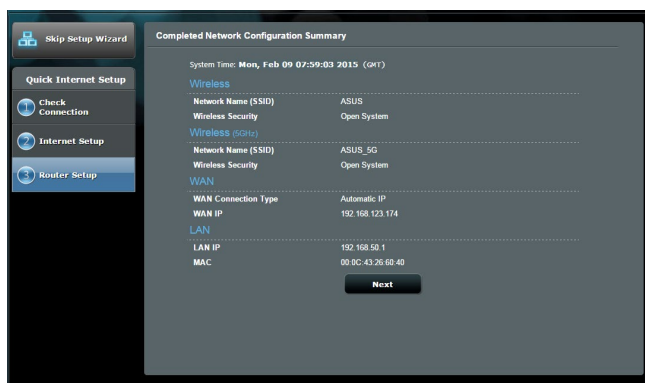 Skip Setup Wizard
Quick Internet Setup
1 Check Connection
2 Internet Setup
3 Router Setup
Completed Network Configuration Summary
System Time: Mon, Feb 09 07:59:03 2015 (GMT)
Wireless
Network Name (SSID) ASUS
Wireless Security Open System
Wireless (5GHz)
Network Name (SSID) ASUS_5G
Wireless Security Open System
WAN
WAN Connection Type Automatic IP
WAN IP 192.168.123.174
LAN
LAN IP 192.168.50.1
MAC 00:0C:43:26:60:40
Next